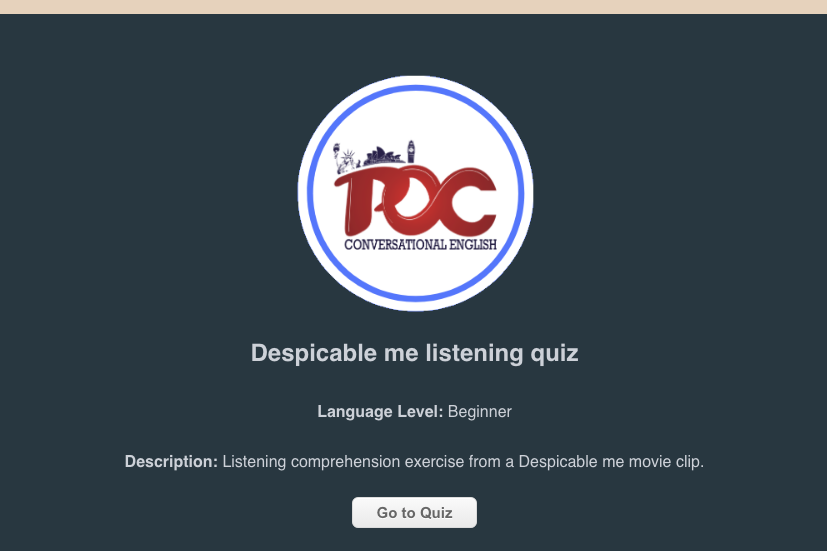 POC
CONVERSATIONAL ENGLISH
Despicable me listening quiz
Language Level: Beginner
Description: Listening comprehension exercise from a Despicable me movie clip.
Go to Quiz